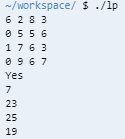 ~/workspace/ $ ./lp
6 2 8 3
0 5 5 6
1 7 6 3
0 9 6 7
Yes
7
23
25
19